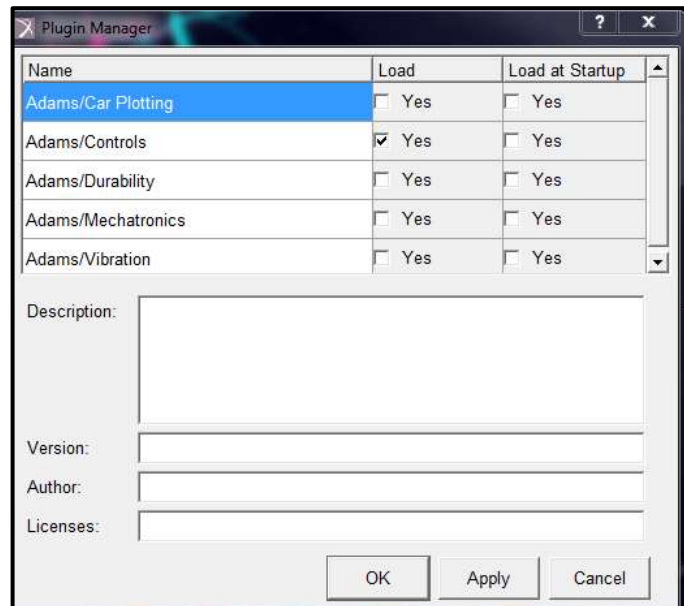 Plugin Manager ? x
Name Load Load at Startup
Adams/Car Plotting Yes Yes
Adams/Controls Yes Yes
Adams/Durability Yes Yes
Adams/Mechatronics Yes Yes
Adams/Vibration Yes Yes
Description:
Version:
Author:
Licenses:
OK Apply Cancel